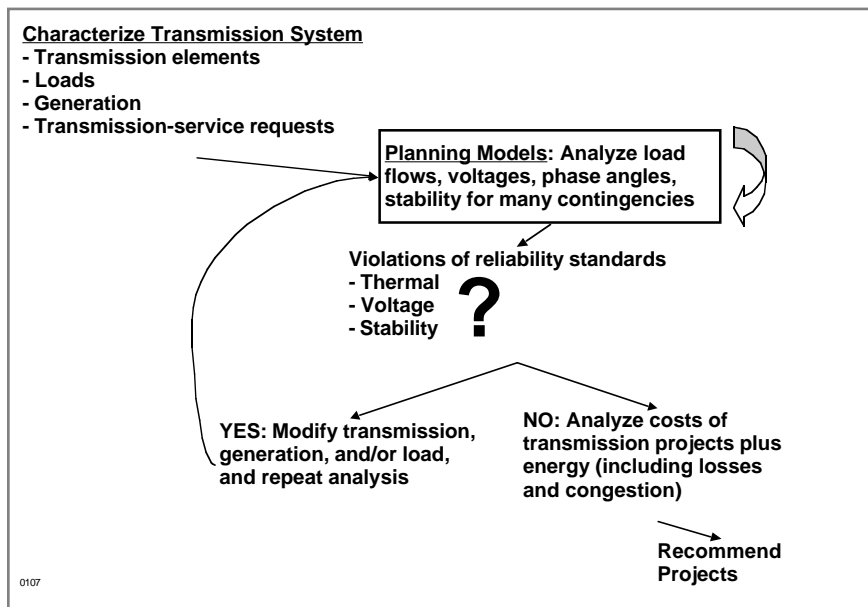 Characterize Transmission System
- Transmission elements
- Loads
- Generation
- Transmission-service requests
Planning Models: Analyze load
flows, voltages, phase angles,
stability for many contingencies
Violations of reliability standards
- Thermal
- Voltage
- Stability
?
YES: Modify transmission,
generation, and/or load,
and repeat analysis
NO: Analyze costs of
transmission projects plus
energy (including losses
and congestion)
Recommend
Projects
0107